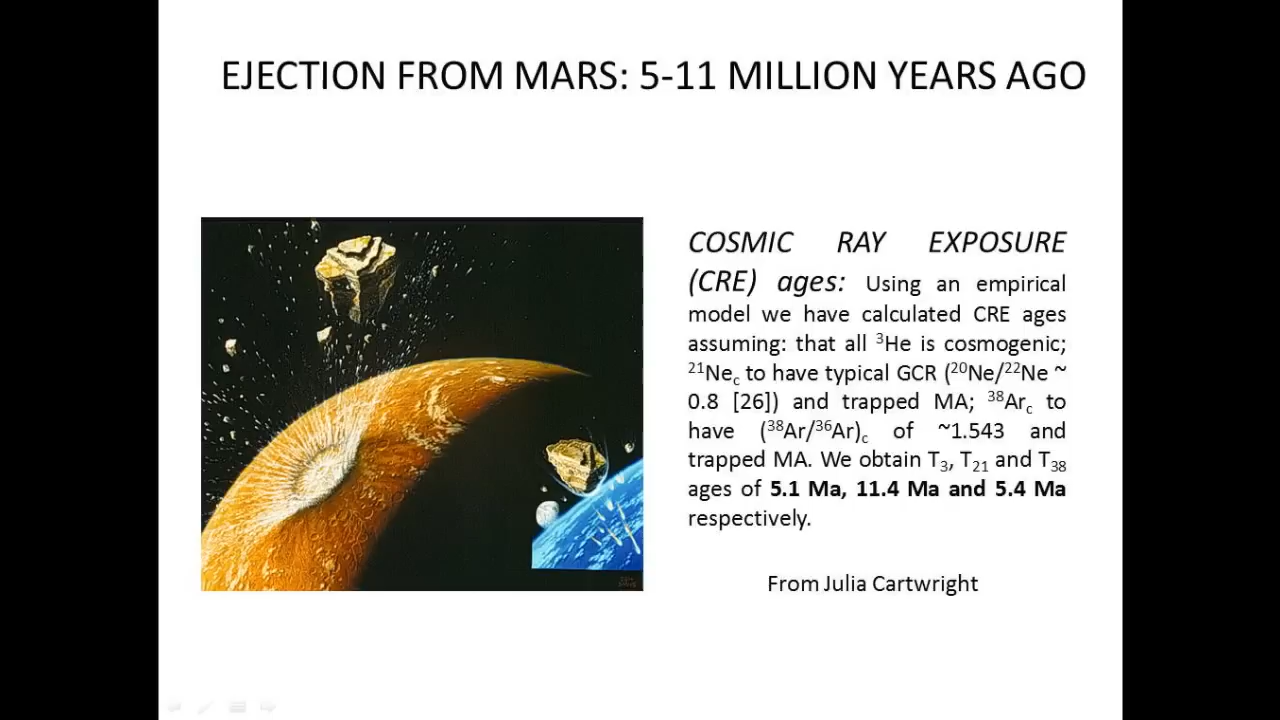 EJECTION FROM MARS: 5-11 MILLION YEARS AGO
COSMIC RAY EXPOSURE
(CRE) ages: Using an empirical
model we have calculated CRE ages
assuming: that all ³He is cosmogenic;
²¹Nec to have typical GCR (²⁰Ne/²²Ne ~
0.8 [26]) and trapped MA; ³⁸Arc to
have (³⁸Ar/³⁶Ar)c of ~1.543 and
trapped MA. We obtain T₃, T₂₁ and T₃₈
ages of 5.1 Ma, 11.4 Ma and 5.4 Ma
respectively.
From Julia Cartwright